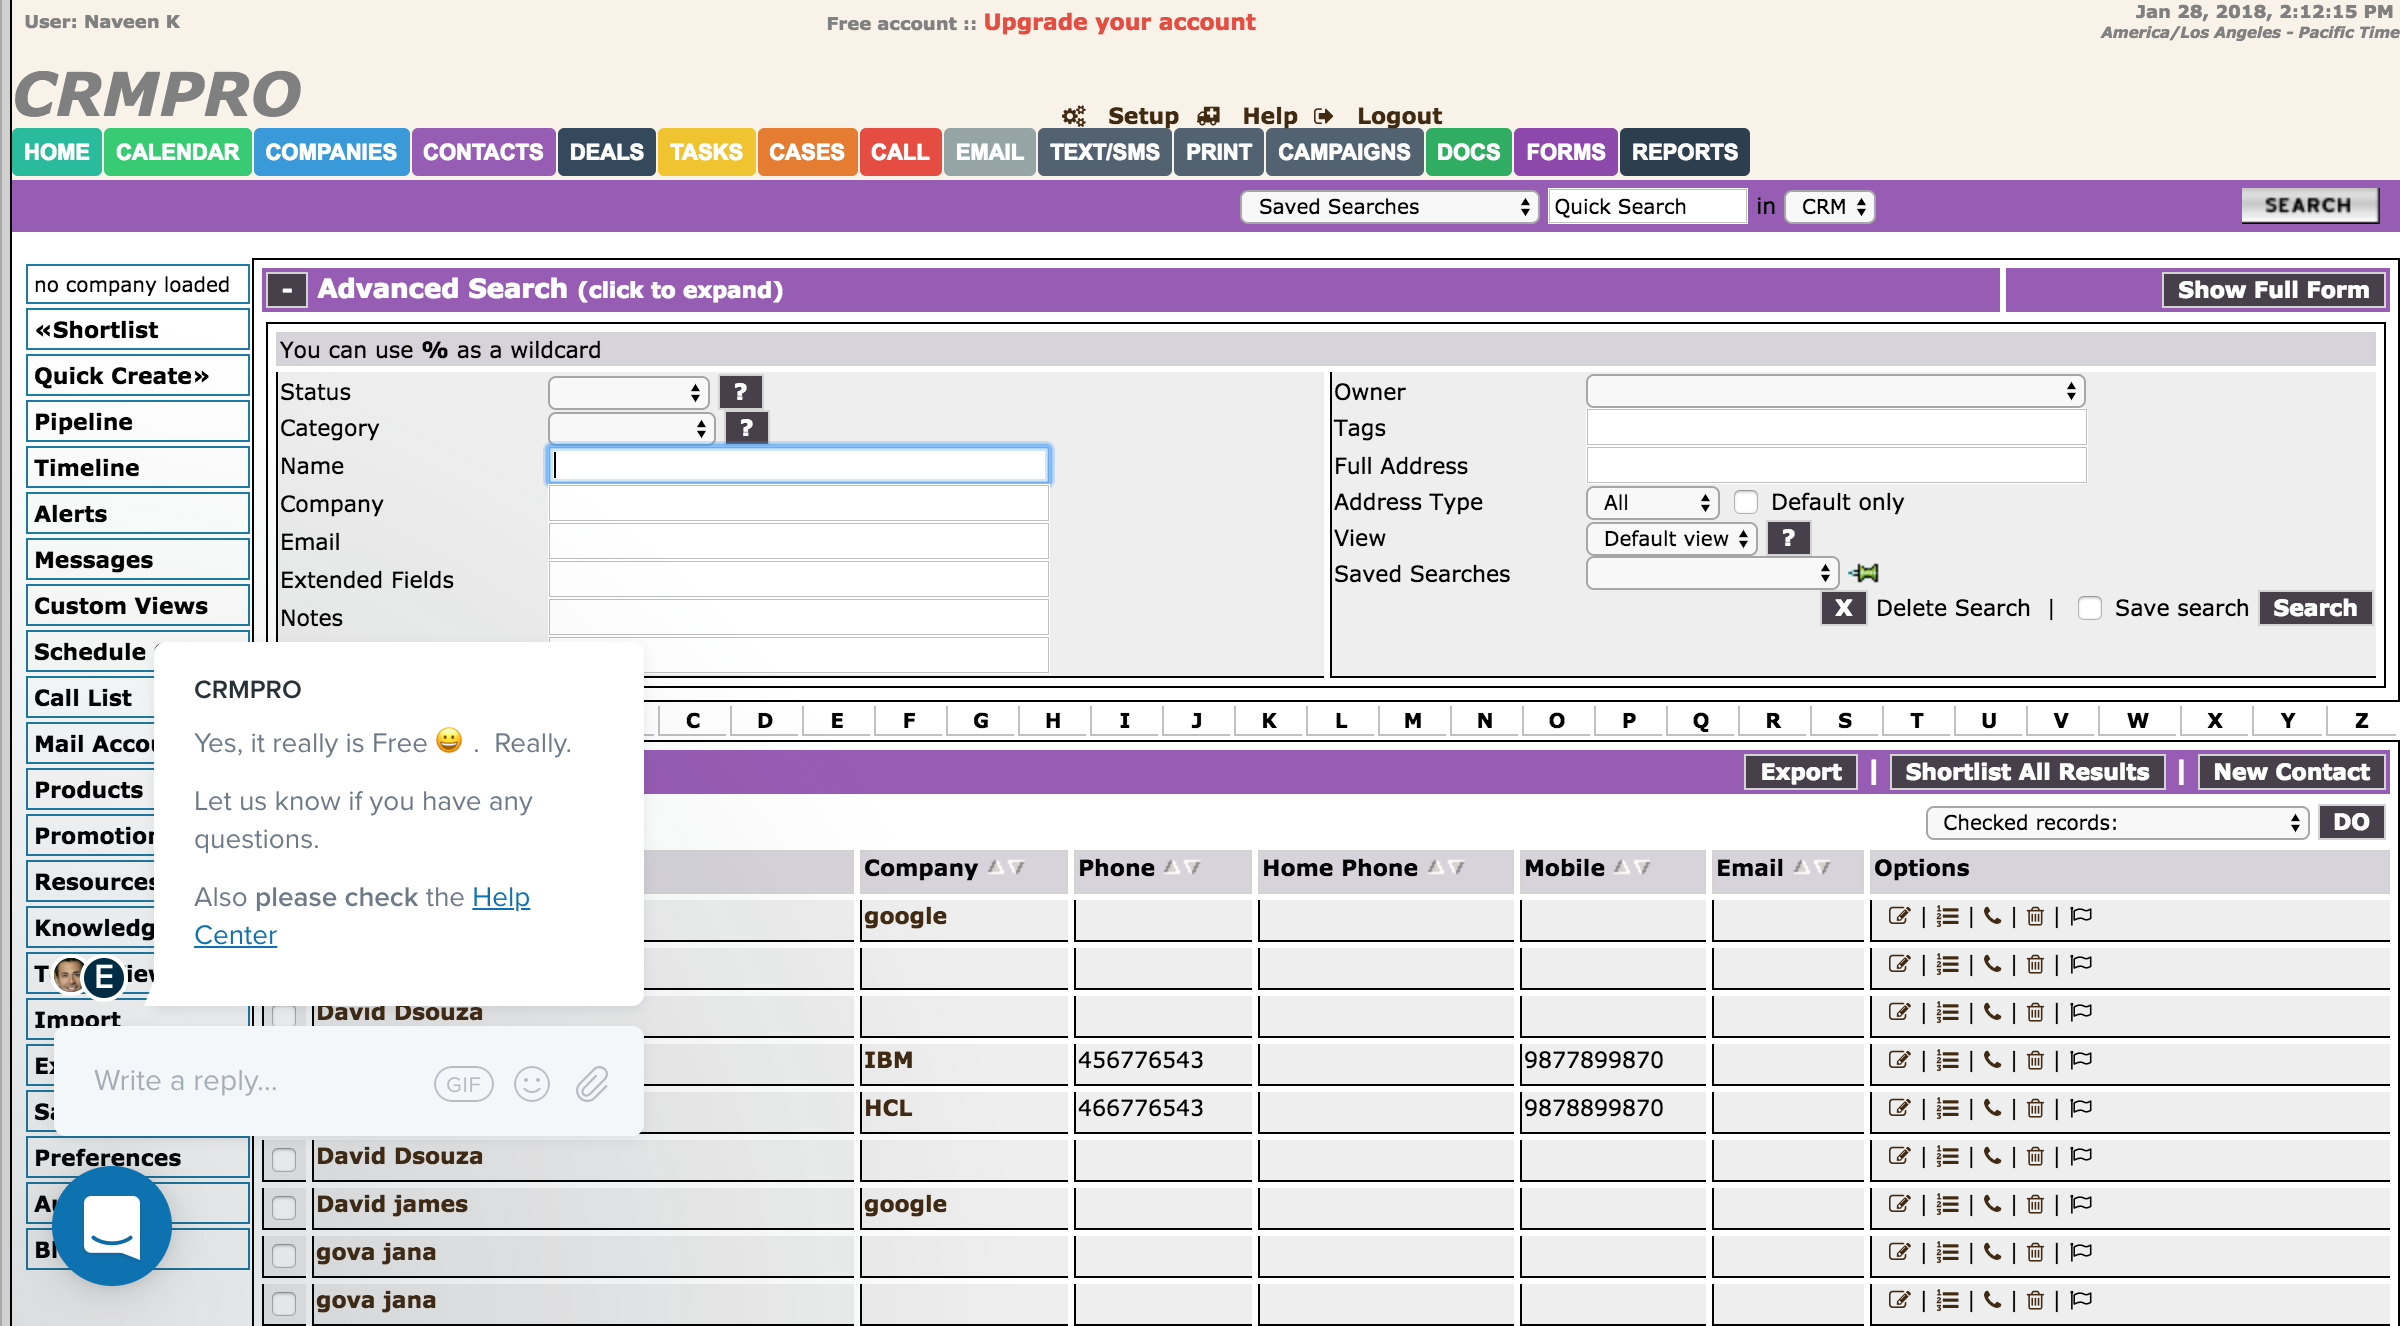 User: Naveen K
Free account :: Upgrade your account
Jan 28, 2018, 2:12:15 PM
America/Los Angeles - Pacific Time
CRMPRO
Setup Help Logout
HOME CALENDAR COMPANIES CONTACTS DEALS TASKS CASES CALL EMAIL TEXT/SMS PRINT CAMPAIGNS DOCS FORMS REPORTS
Saved Searches Quick Search in CRM SEARCH
no company loaded
«Shortlist
Quick Create»
Pipeline
Timeline
Alerts
Messages
Custom Views
Schedule
Call List
Mail
Products
Resources
Import
Preferences
- Advanced Search (click to expand) Show Full Form
You can use % as a wildcard
Status ?
Category ?
Name
Company
Email
Extended Fields
Notes
Owner
Tags
Full Address
Address Type All Default only
View Default view ?
Saved Searches
X Delete Search | Save search Search
C D E F G H I J K L M N O P Q R S T U V W X Y Z
Export | Shortlist All Results | New Contact
Checked records: DO
Company Phone Home Phone Mobile Email Options
google
David Dsouza
IBM 456776543 9877899870
HCL 466776543 9878899870
David Dsouza
David james google
gova jana
gova jana
CRMPRO
Yes, it really is Free 😀 . Really.
Let us know if you have any
questions.
Also please check the Help
Center
E
Write a reply...
GIF